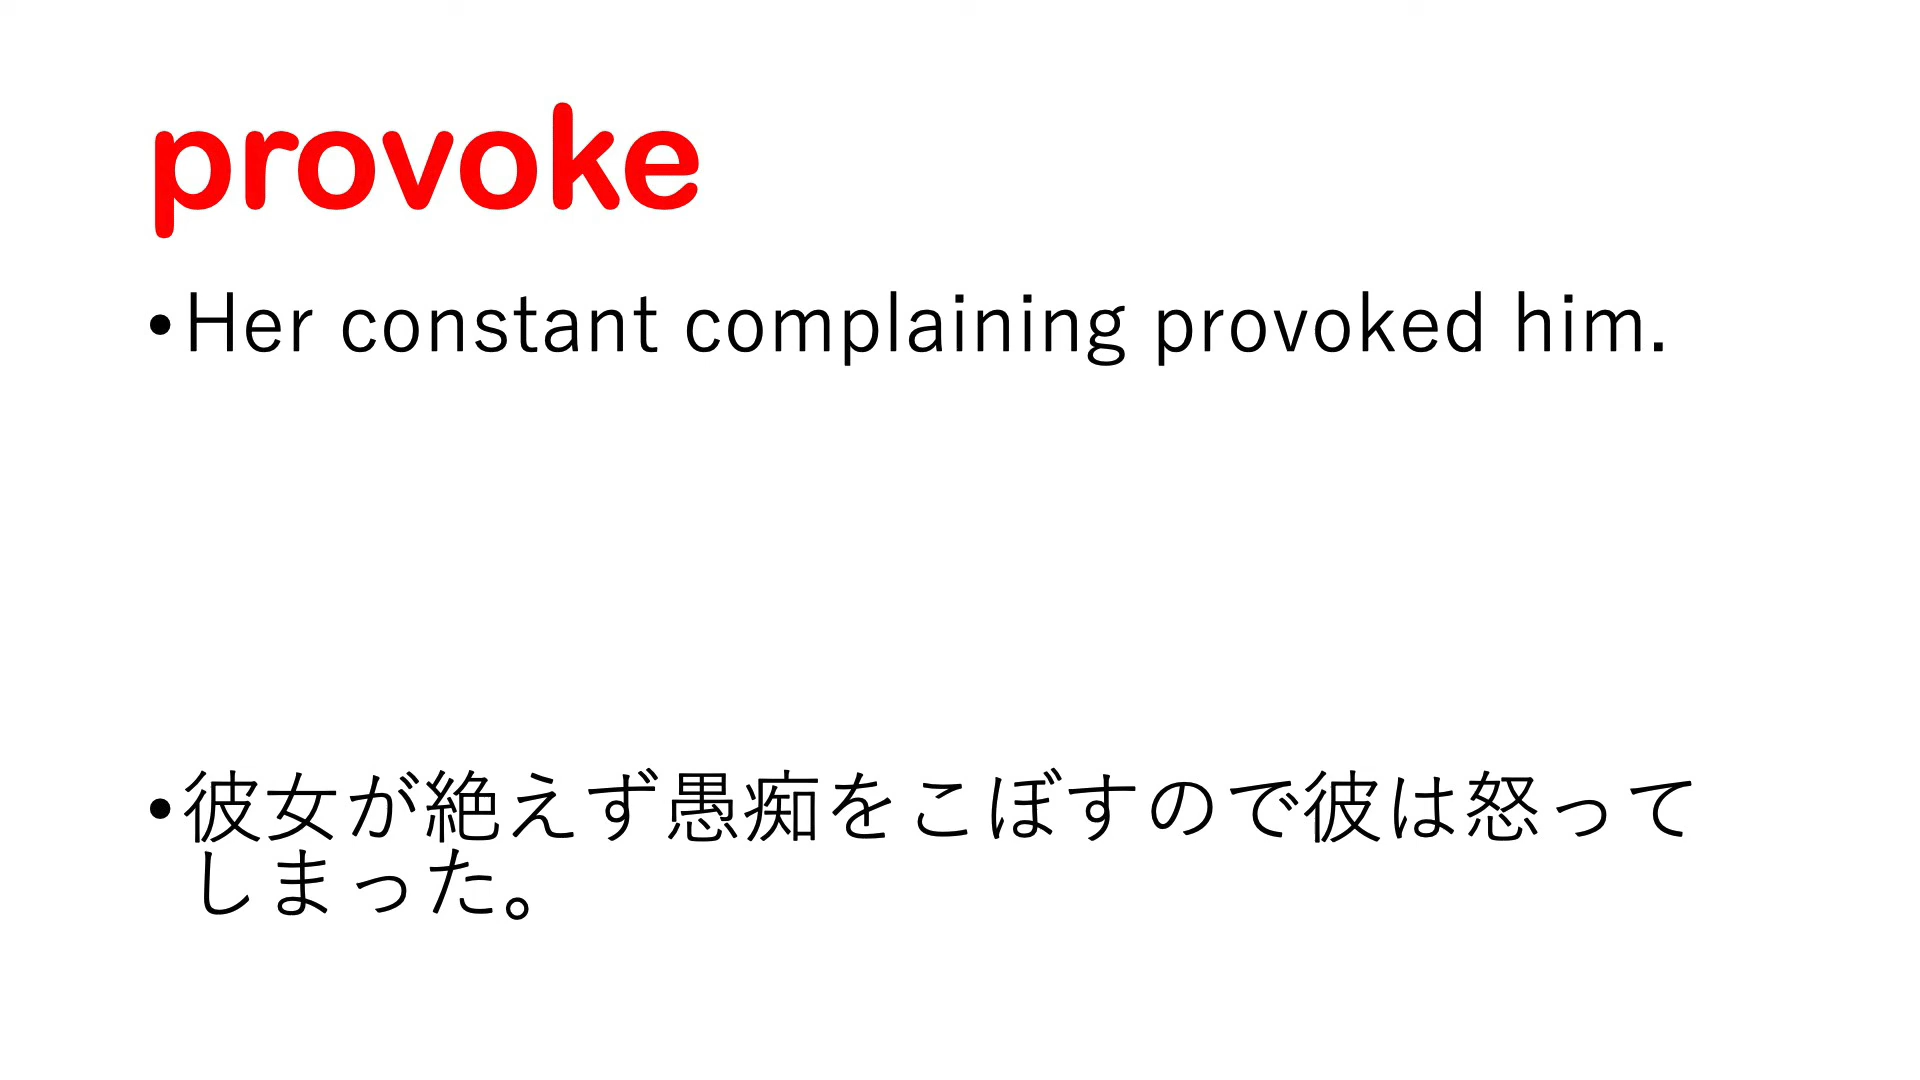 provoke
•Her constant complaining provoked him.
•彼女が絶えず愚痴をこぼすので彼は怒って
しまった。